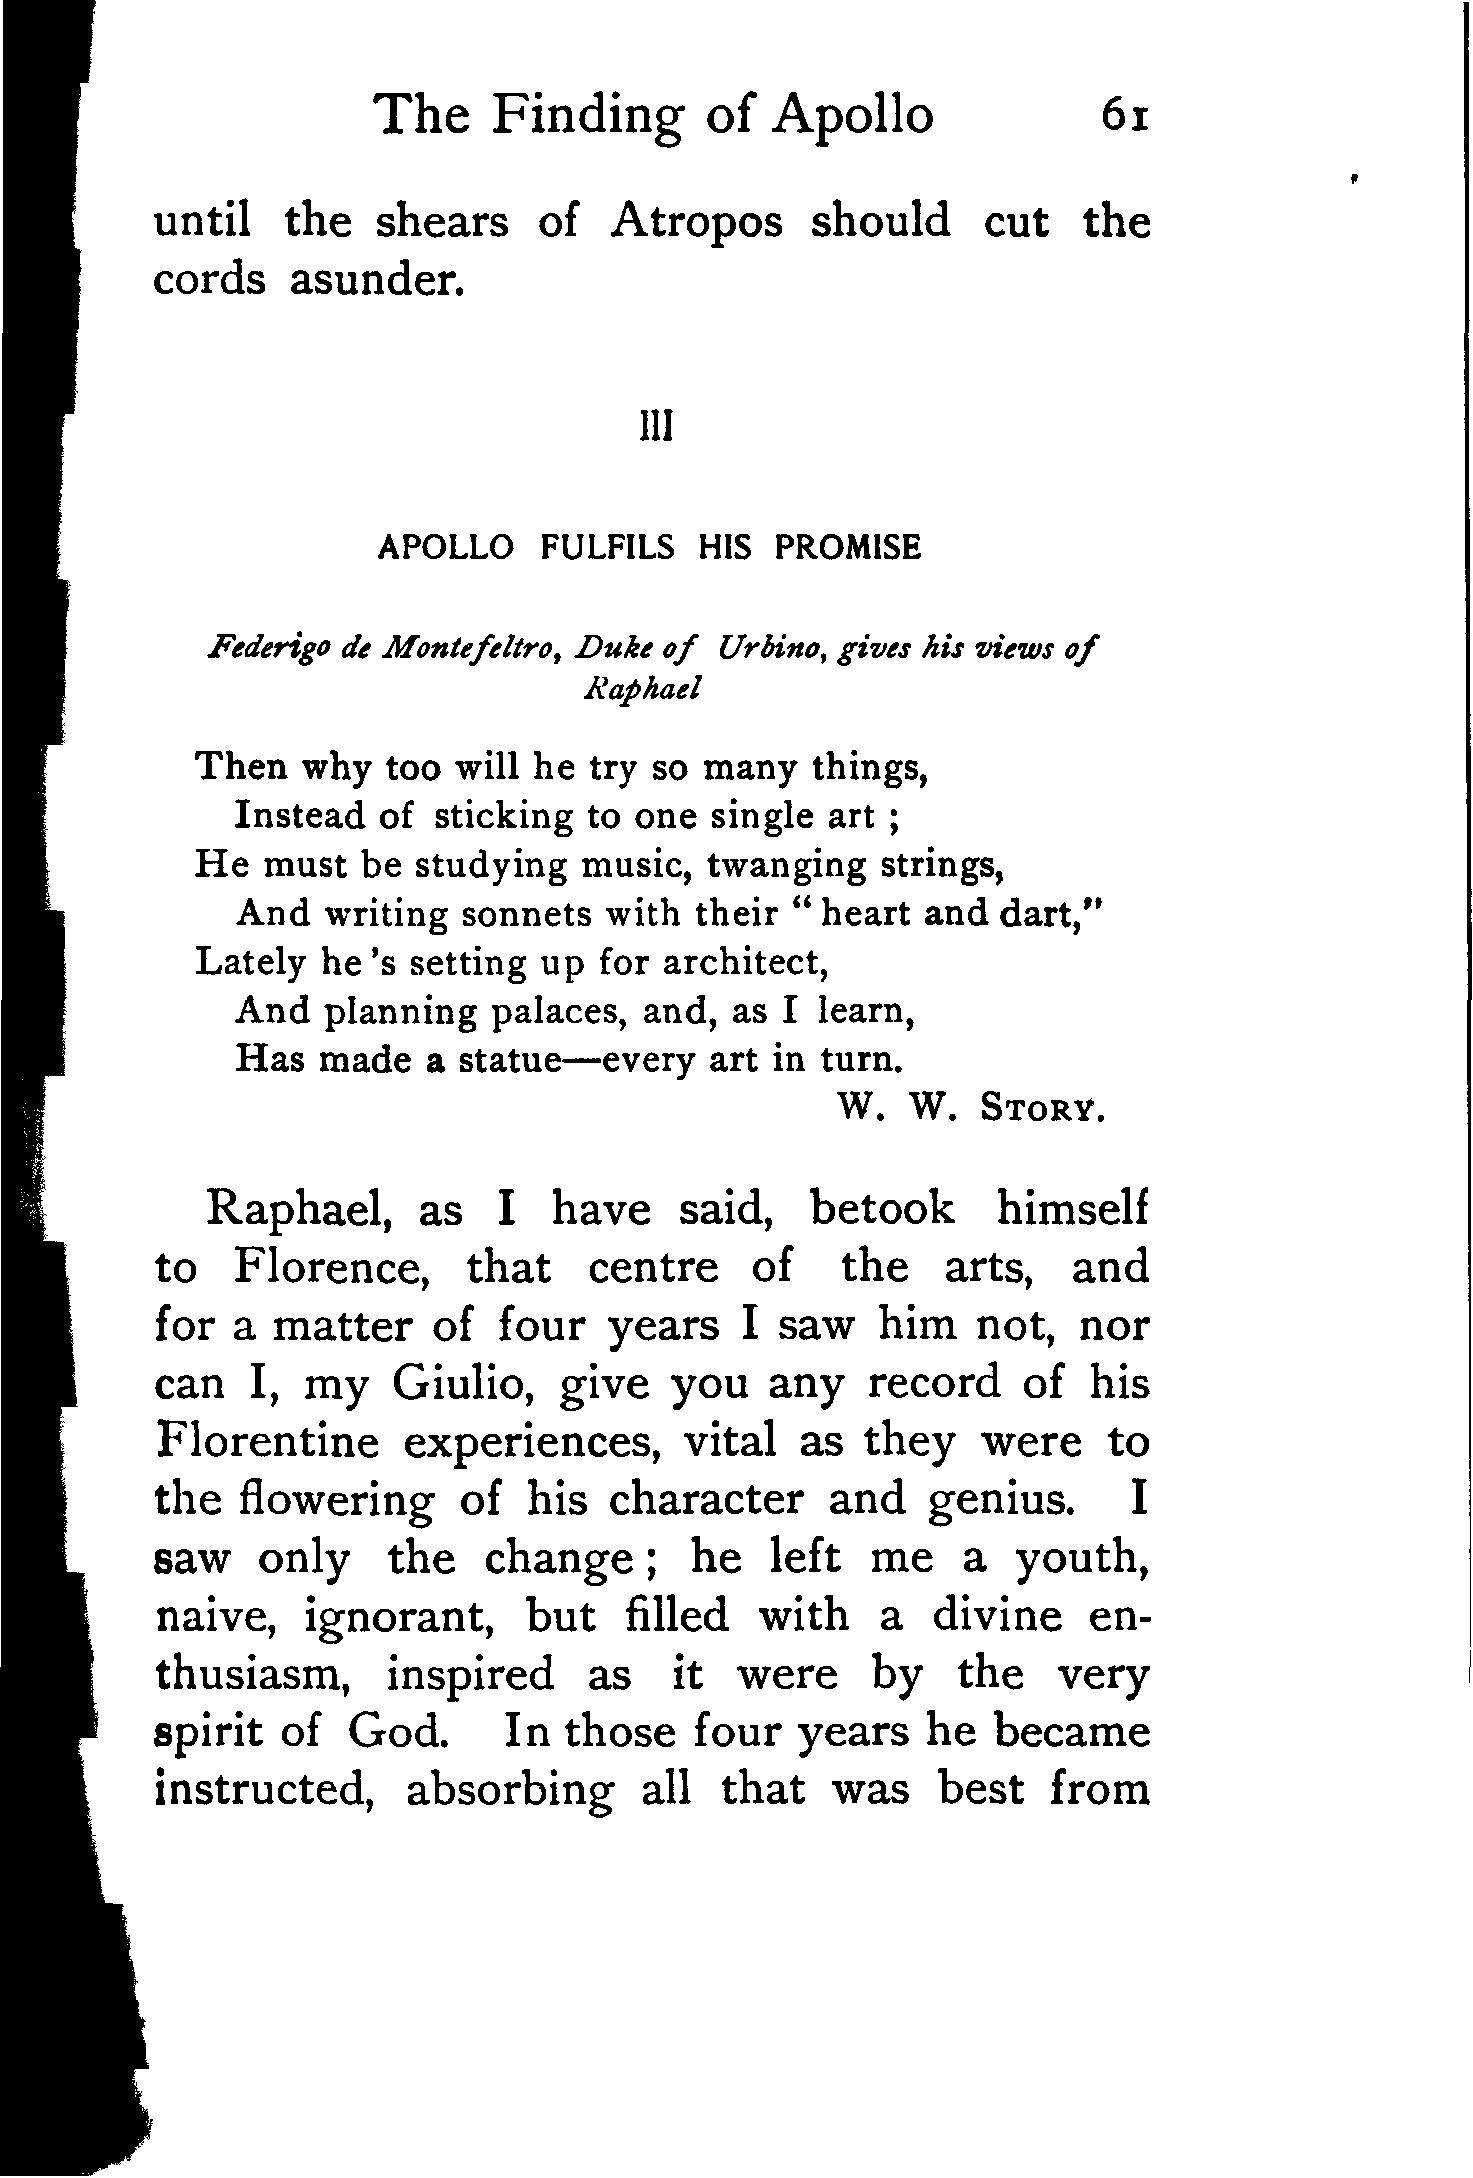 The Finding of Apollo 61
until the shears of Atropos should cut the
cords asunder.
III
APOLLO FULFILS HIS PROMISE
Federigo de Montefeltro, Duke of Urbino, gives his views of
Raphael
Then why too will he try so many things,
Instead of sticking to one single art ;
He must be studying music, twanging strings,
And writing sonnets with their “ heart and dart,”
Lately he 's setting up for architect,
And planning palaces, and, as I learn,
Has made a statue—every art in turn.
W. W. STORY.
Raphael, as I have said, betook himself
to Florence, that centre of the arts, and
for a matter of four years I saw him not, nor
can I, my Giulio, give you any record of his
Florentine experiences, vital as they were to
the flowering of his character and genius. I
saw only the change ; he left me a youth,
naive, ignorant, but filled with a divine en-
thusiasm, inspired as it were by the very
spirit of God. In those four years he became
instructed, absorbing all that was best from